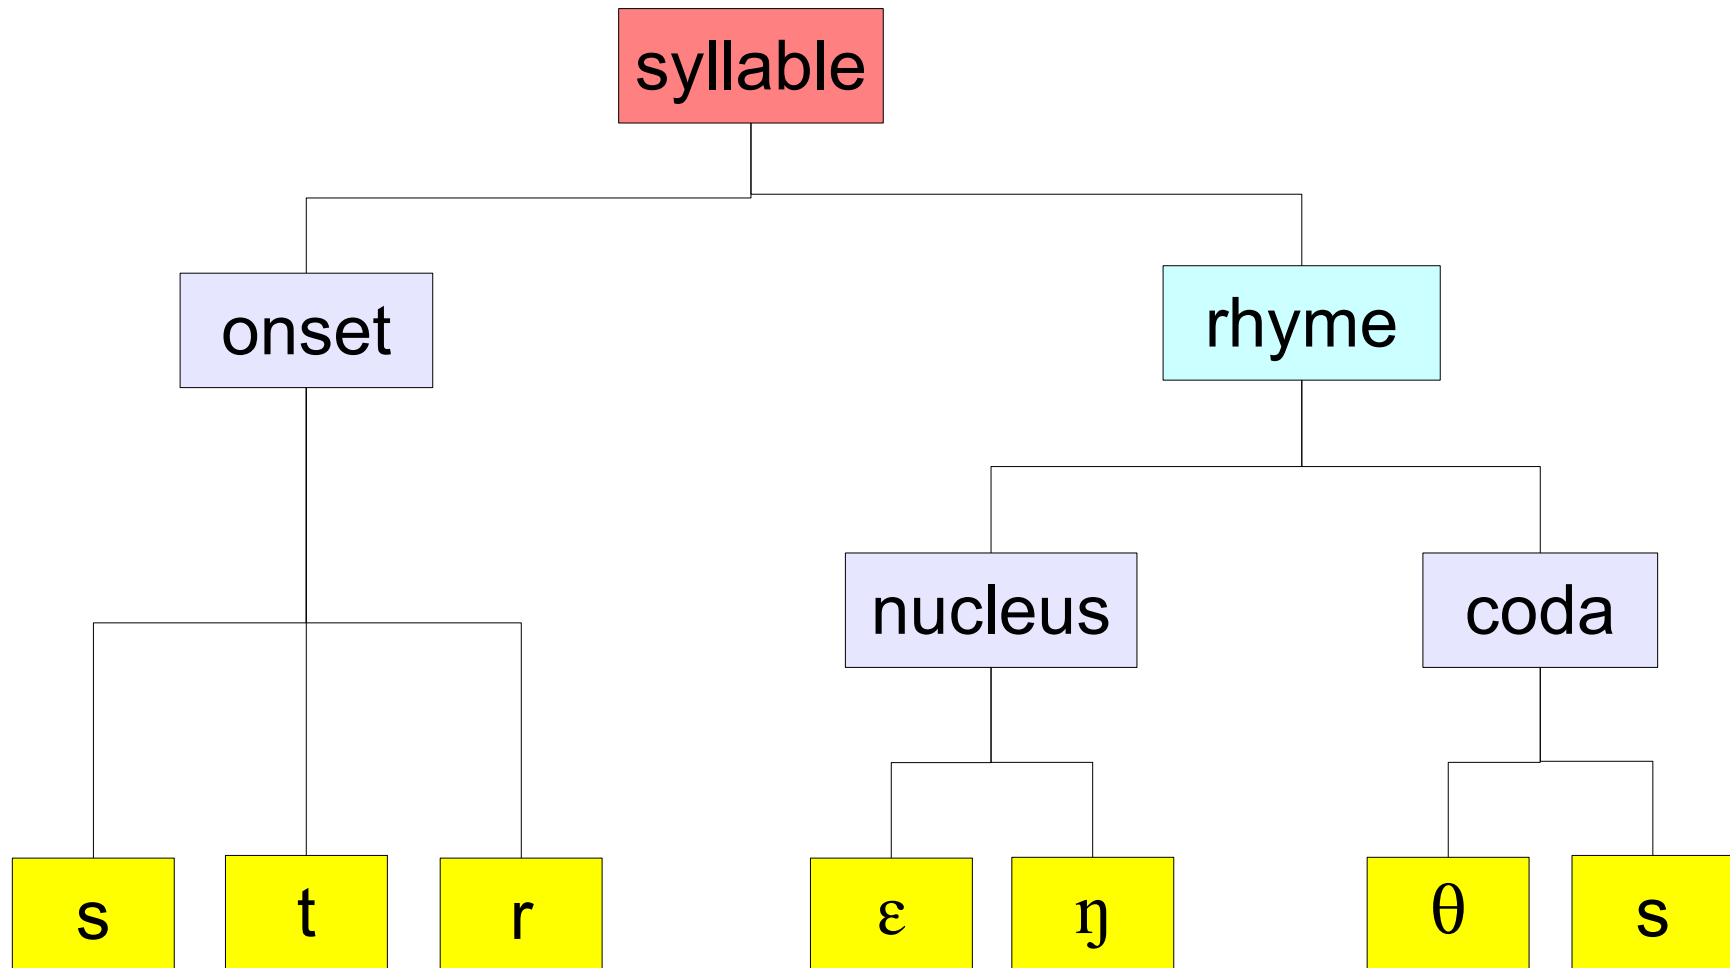 syllable
onset
rhyme
nucleus
coda
s t r ε ŋ θ s